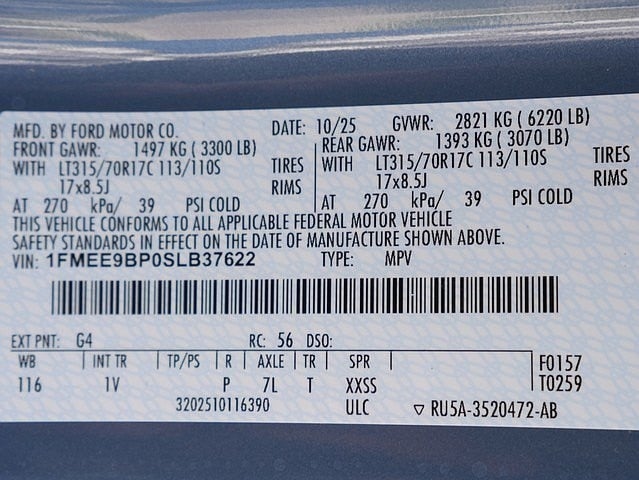 MFD. BY FORD MOTOR CO. DATE: 10/25 GVWR: 2821 KG ( 6220 LB)
FRONT GAWR: 1497 KG ( 3300 LB) REAR GAWR: 1393 KG ( 3070 LB)
WITH LT315/70R17C 113/110S TIRES WITH LT315/70R17C 113/110S TIRES
17x8.5J RIMS 17x8.5J RIMS
AT 270 kPa/ 39 PSI COLD AT 270 kPa/ 39 PSI COLD
THIS VEHICLE CONFORMS TO ALL APPLICABLE FEDERAL MOTOR VEHICLE
SAFETY STANDARDS IN EFFECT ON THE DATE OF MANUFACTURE SHOWN ABOVE.
VIN: 1FMEE9BP0SLB37622 TYPE: MPV
EXT PNT: G4 RC: 56 DSO:
WB INT TR TP/PS R AXLE TR SPR F0157
116 1V P 7L T XXSS T0259
3202510116390 ULC ▽ RU5A-3520472-AB